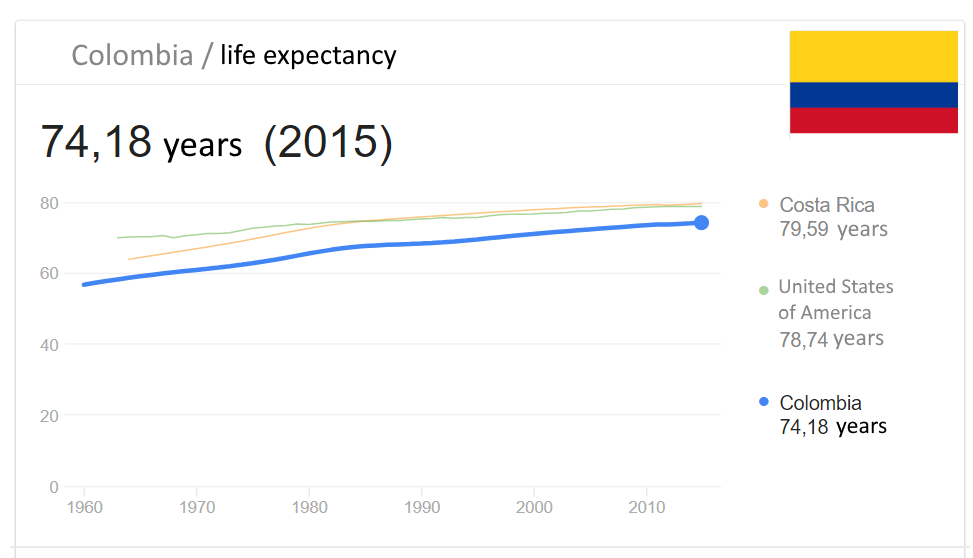 Colombia / life expectancy
74,18 years (2015)
80
60
40
20
0
1960 1970 1980 1990 2000 2010
Costa Rica
79,59 years
United States
of America
78,74 years
Colombia
74,18 years